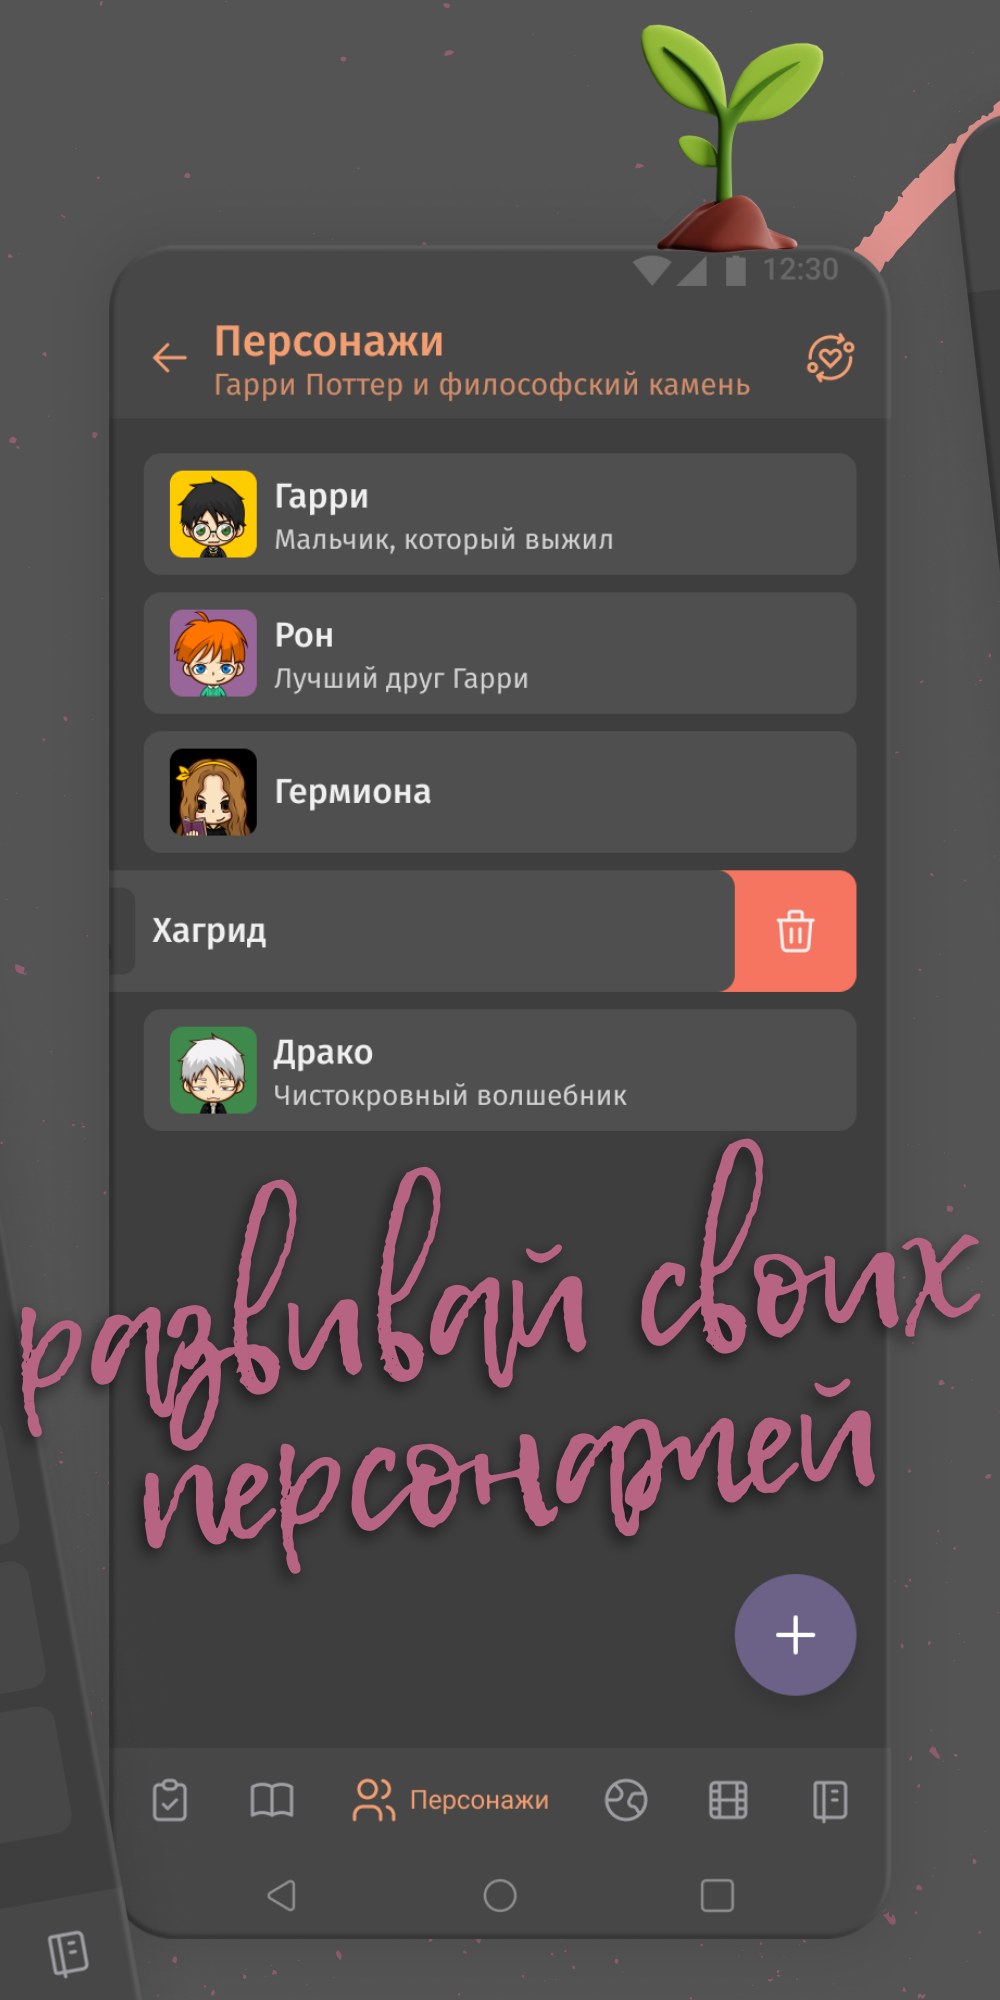 12:30
Персонажи
Гарри Поттер и философский камень
Гарри
Мальчик, который выжил
Рон
Лучший друг Гарри
Гермиона
Хагрид
Драко
Чистокровный волшебник
развивай своих
персонажей
Персонажи